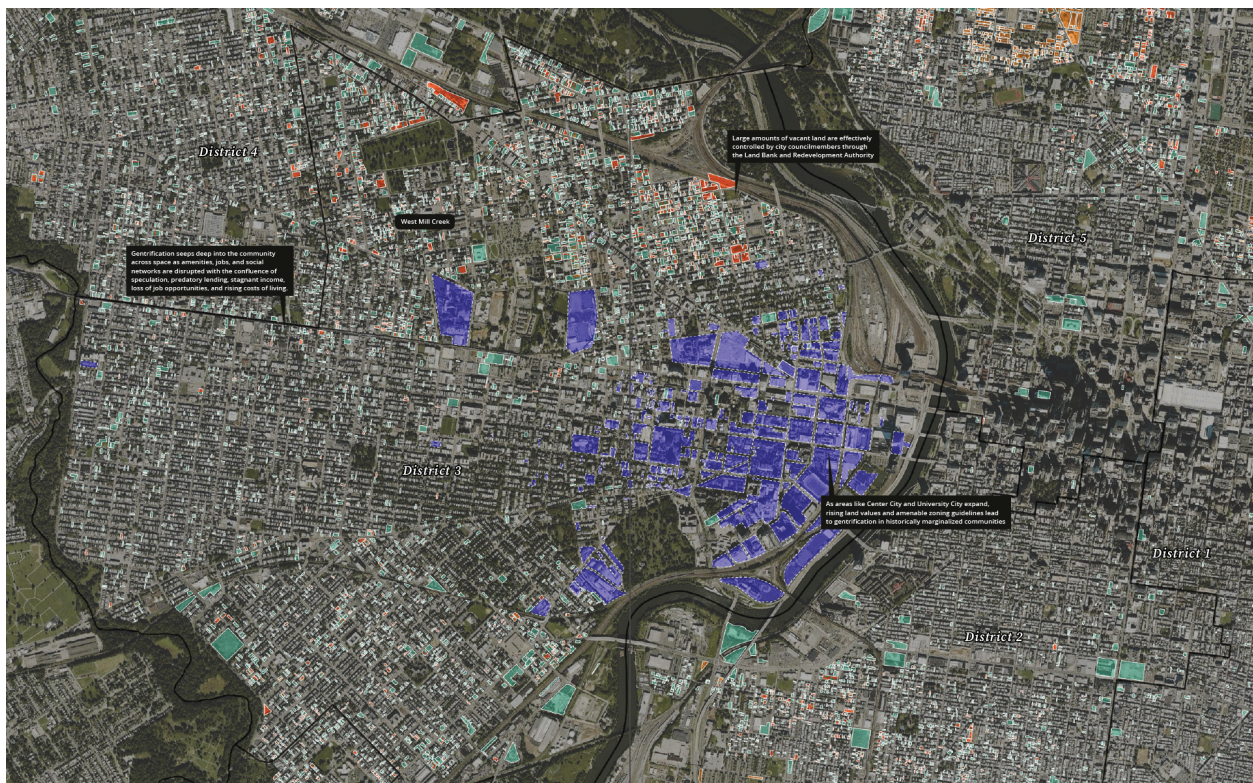 Large amounts of vacant land are effectively
controlled by city councilmembers through
the Land Bank and Redevelopment Authority
District 4
West Mill Creek
District 5
Gentrification seeps deep into the community
across space as amenities, jobs, and social
networks are disrupted with the confluence of
speculation, predatory lending, stagnant income,
loss of job opportunities, and rising costs of living.
District 3
As areas like Center City and University City expand,
rising land values and amenable zoning guidelines lead
to gentrification in historically marginalized communities
District 1
District 2